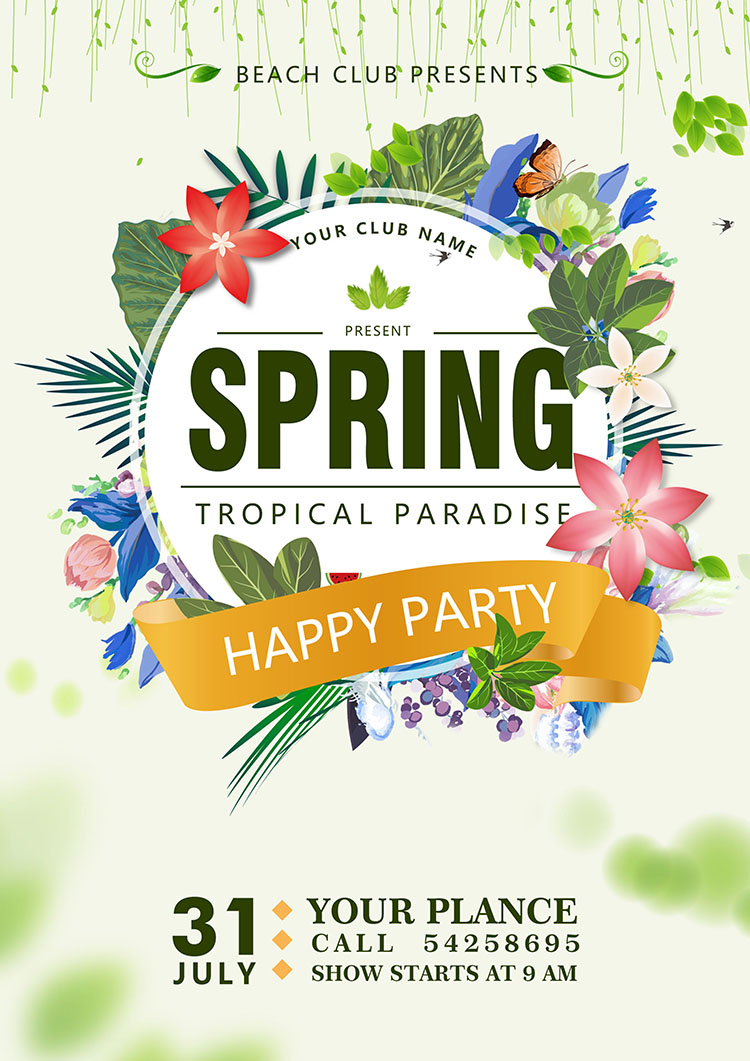 BEACH CLUB PRESENTS
YOUR CLUB NAME
PRESENT
SPRING
TROPICAL PARADISE
HAPPY PARTY
31
JULY
YOUR PLANCE
CALL 54258695
SHOW STARTS AT 9 AM